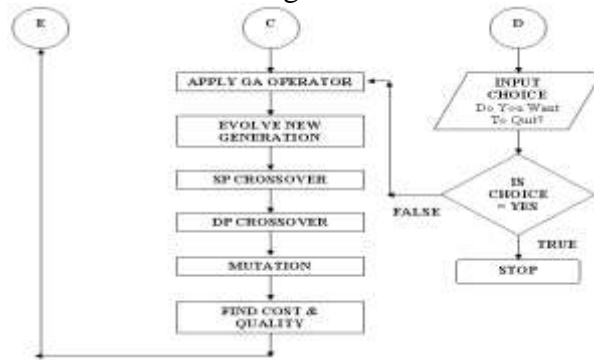 E
C
D
APPLY GA OPERATOR
EVOLVE NEW
GENERATION
SP CROSSOVER
DP CROSSOVER
MUTATION
FIND COST &
QUALITY
INPUT
CHOICE
Do You Want
To Quit?
IS
CHOICE
= YES
FALSE
TRUE
STOP